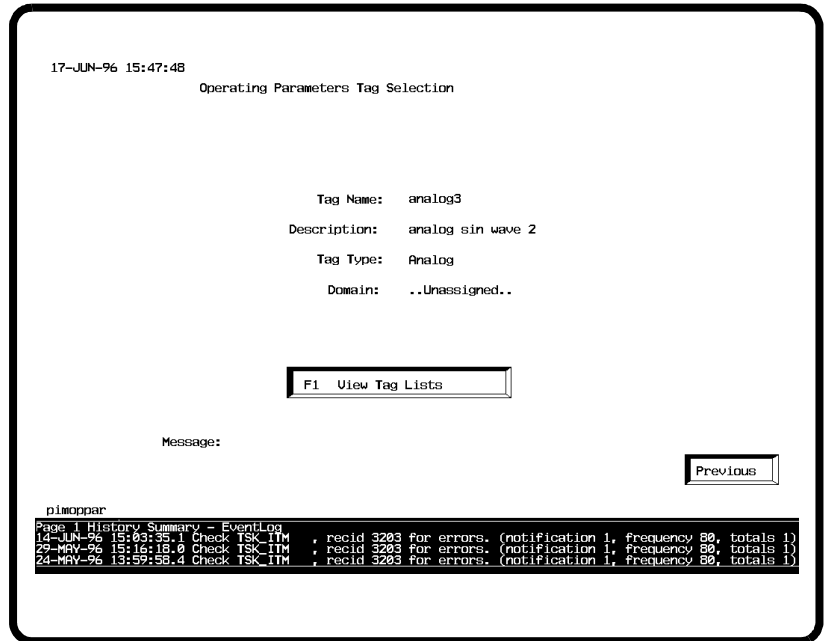 17-JUN-96 15:47:48
Operating Parameters Tag Selection
Tag Name: analog3
Description: analog sin wave 2
Tag Type: Analog
Domain: ..Unassigned..
F1 View Tag Lists
Message:
Previous
pimoppar
Page 1 History Summary - EventLog
14-JUN-96 15:03:35.1 Check TSK_ITM , recid 3203 for errors. (notification 1, frequency 80, totals 1)
29-MAY-96 15:16:18.0 Check TSK_ITM , recid 3203 for errors. (notification 1, frequency 80, totals 1)
24-MAY-96 13:59:58.4 Check TSK_ITM , recid 3203 for errors. (notification 1, frequency 80, totals 1)